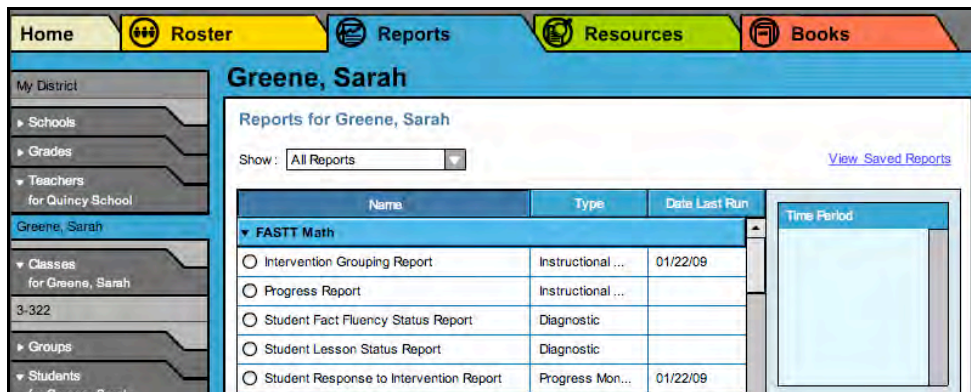 Home Roster Reports Resources Books
My District
▸ Schools
▸ Grades
▾ Teachers
for Quincy School
Greene, Sarah
▾ Classes
for Greene, Sarah
3-322
▸ Groups
▾ Students
Greene, Sarah
Reports for Greene, Sarah
Show: All Reports
View Saved Reports
Name Type Date Last Run
▾ FASTT Math
Intervention Grouping Report Instructional ... 01/22/09
Progress Report Instructional ...
Student Fact Fluency Status Report Diagnostic
Student Lesson Status Report Diagnostic
Student Response to Intervention Report Progress Mon... 01/22/09
Time Period